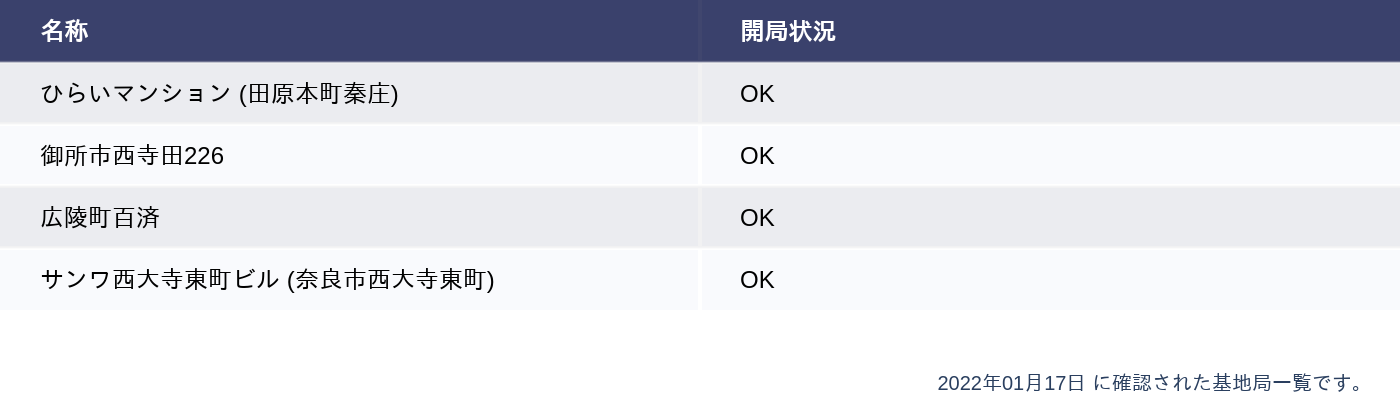 名称 開局状況
ひらいマンション (田原本町秦庄) OK
御所市西寺田226 OK
広陵町百済 OK
サンワ西大寺東町ビル (奈良市西大寺東町) OK
2022年01月17日 に確認された基地局一覧です。